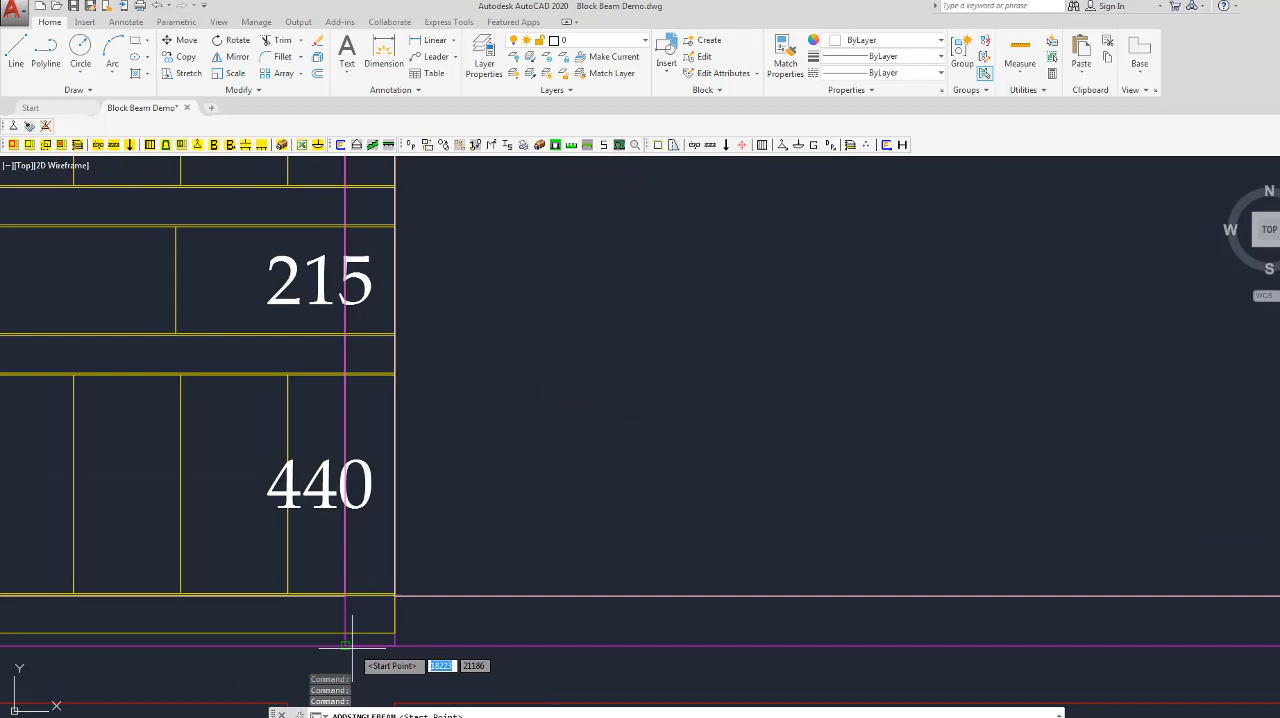 Autodesk AutoCAD 2020 Block Beam Demo.dwg
Type a keyword or phrase
Sign In
Home Insert Annotate Parametric View Manage Output Add-ins Collaborate Express Tools Featured Apps
Line Polyline Circle Arc
Move Rotate Trim
Copy Mirror Fillet
Stretch Scale Array
Text Dimension
Linear
Leader
Table
Layer Properties
0
Make Current
Match Layer
Insert
Create
Edit
Edit Attributes
Match Properties
ByLayer
ByLayer
ByLayer
Group
Measure
Paste
Base
Draw Modify Annotation Layers Block Properties Groups Utilities Clipboard View
Start Block Beam Demo*
[−][Top][2D Wireframe]
N
W TOP
S
WCS
215
440
<Start Point> 18223 21186
Y
X
Command:
Command:
Command:
ADDSINGLEBEAM <Start Point>